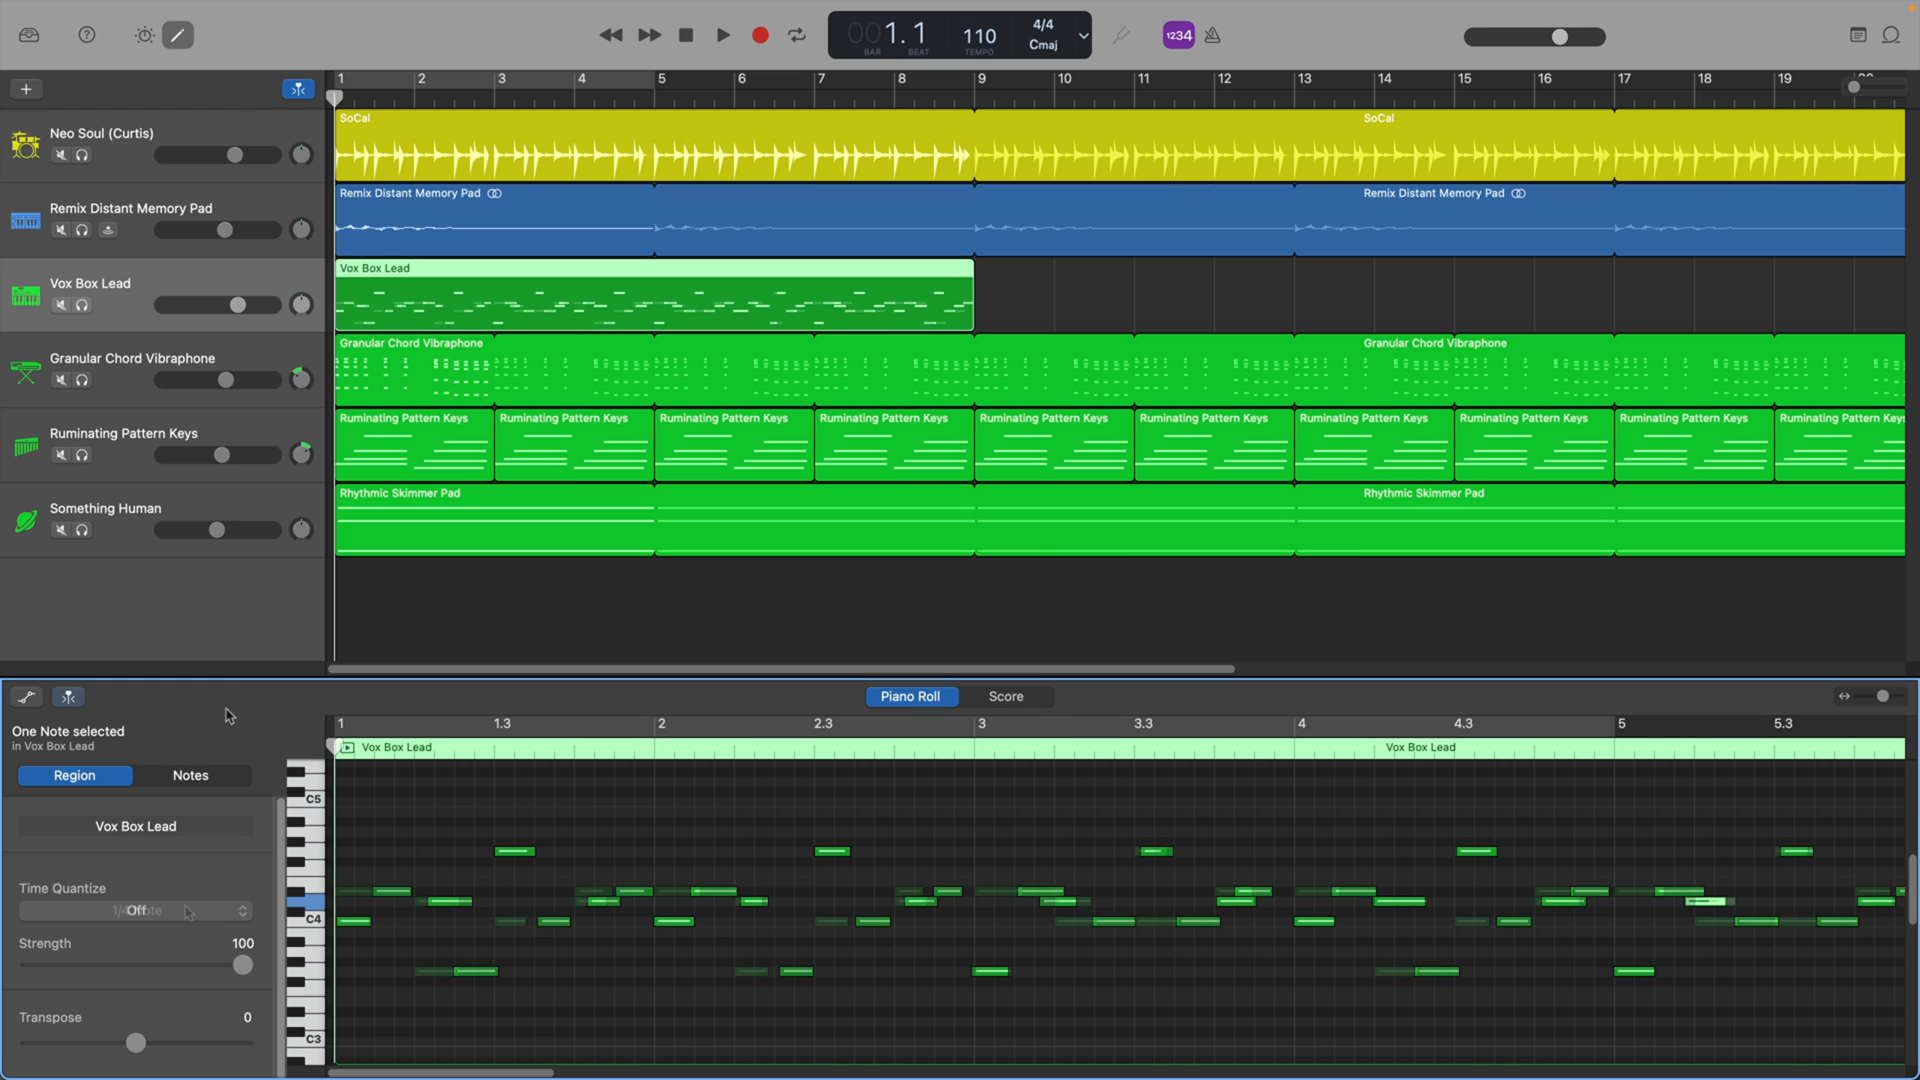 001. 1
BAR BEAT
110
TEMPO
4/4
Cmaj
1234
1 2 3 4 5 6 7 8 9 10 11 12 13 14 15 16 17 18 19
Neo Soul (Curtis)
SoCal SoCal
Remix Distant Memory Pad
Remix Distant Memory Pad Remix Distant Memory Pad
Vox Box Lead
Vox Box Lead
Granular Chord Vibraphone
Granular Chord Vibraphone Granular Chord Vibraphone
Ruminating Pattern Keys
Ruminating Pattern Keys Ruminating Pattern Keys Ruminating Pattern Keys Ruminating Pattern Keys Ruminating Pattern Keys Ruminating Pattern Keys Ruminating Pattern Keys Ruminating Pattern Keys Ruminating Pattern Keys Ruminating Pattern Key
Something Human
Rhythmic Skimmer Pad Rhythmic Skimmer Pad
Piano Roll Score
One Note selected
in Vox Box Lead
1 1.3 2 2.3 3 3.3 4 4.3 5 5.3
Vox Box Lead Vox Box Lead
Region Notes
C5
Vox Box Lead
Time Quantize
Off
C4
Strength 100
Transpose 0
C3